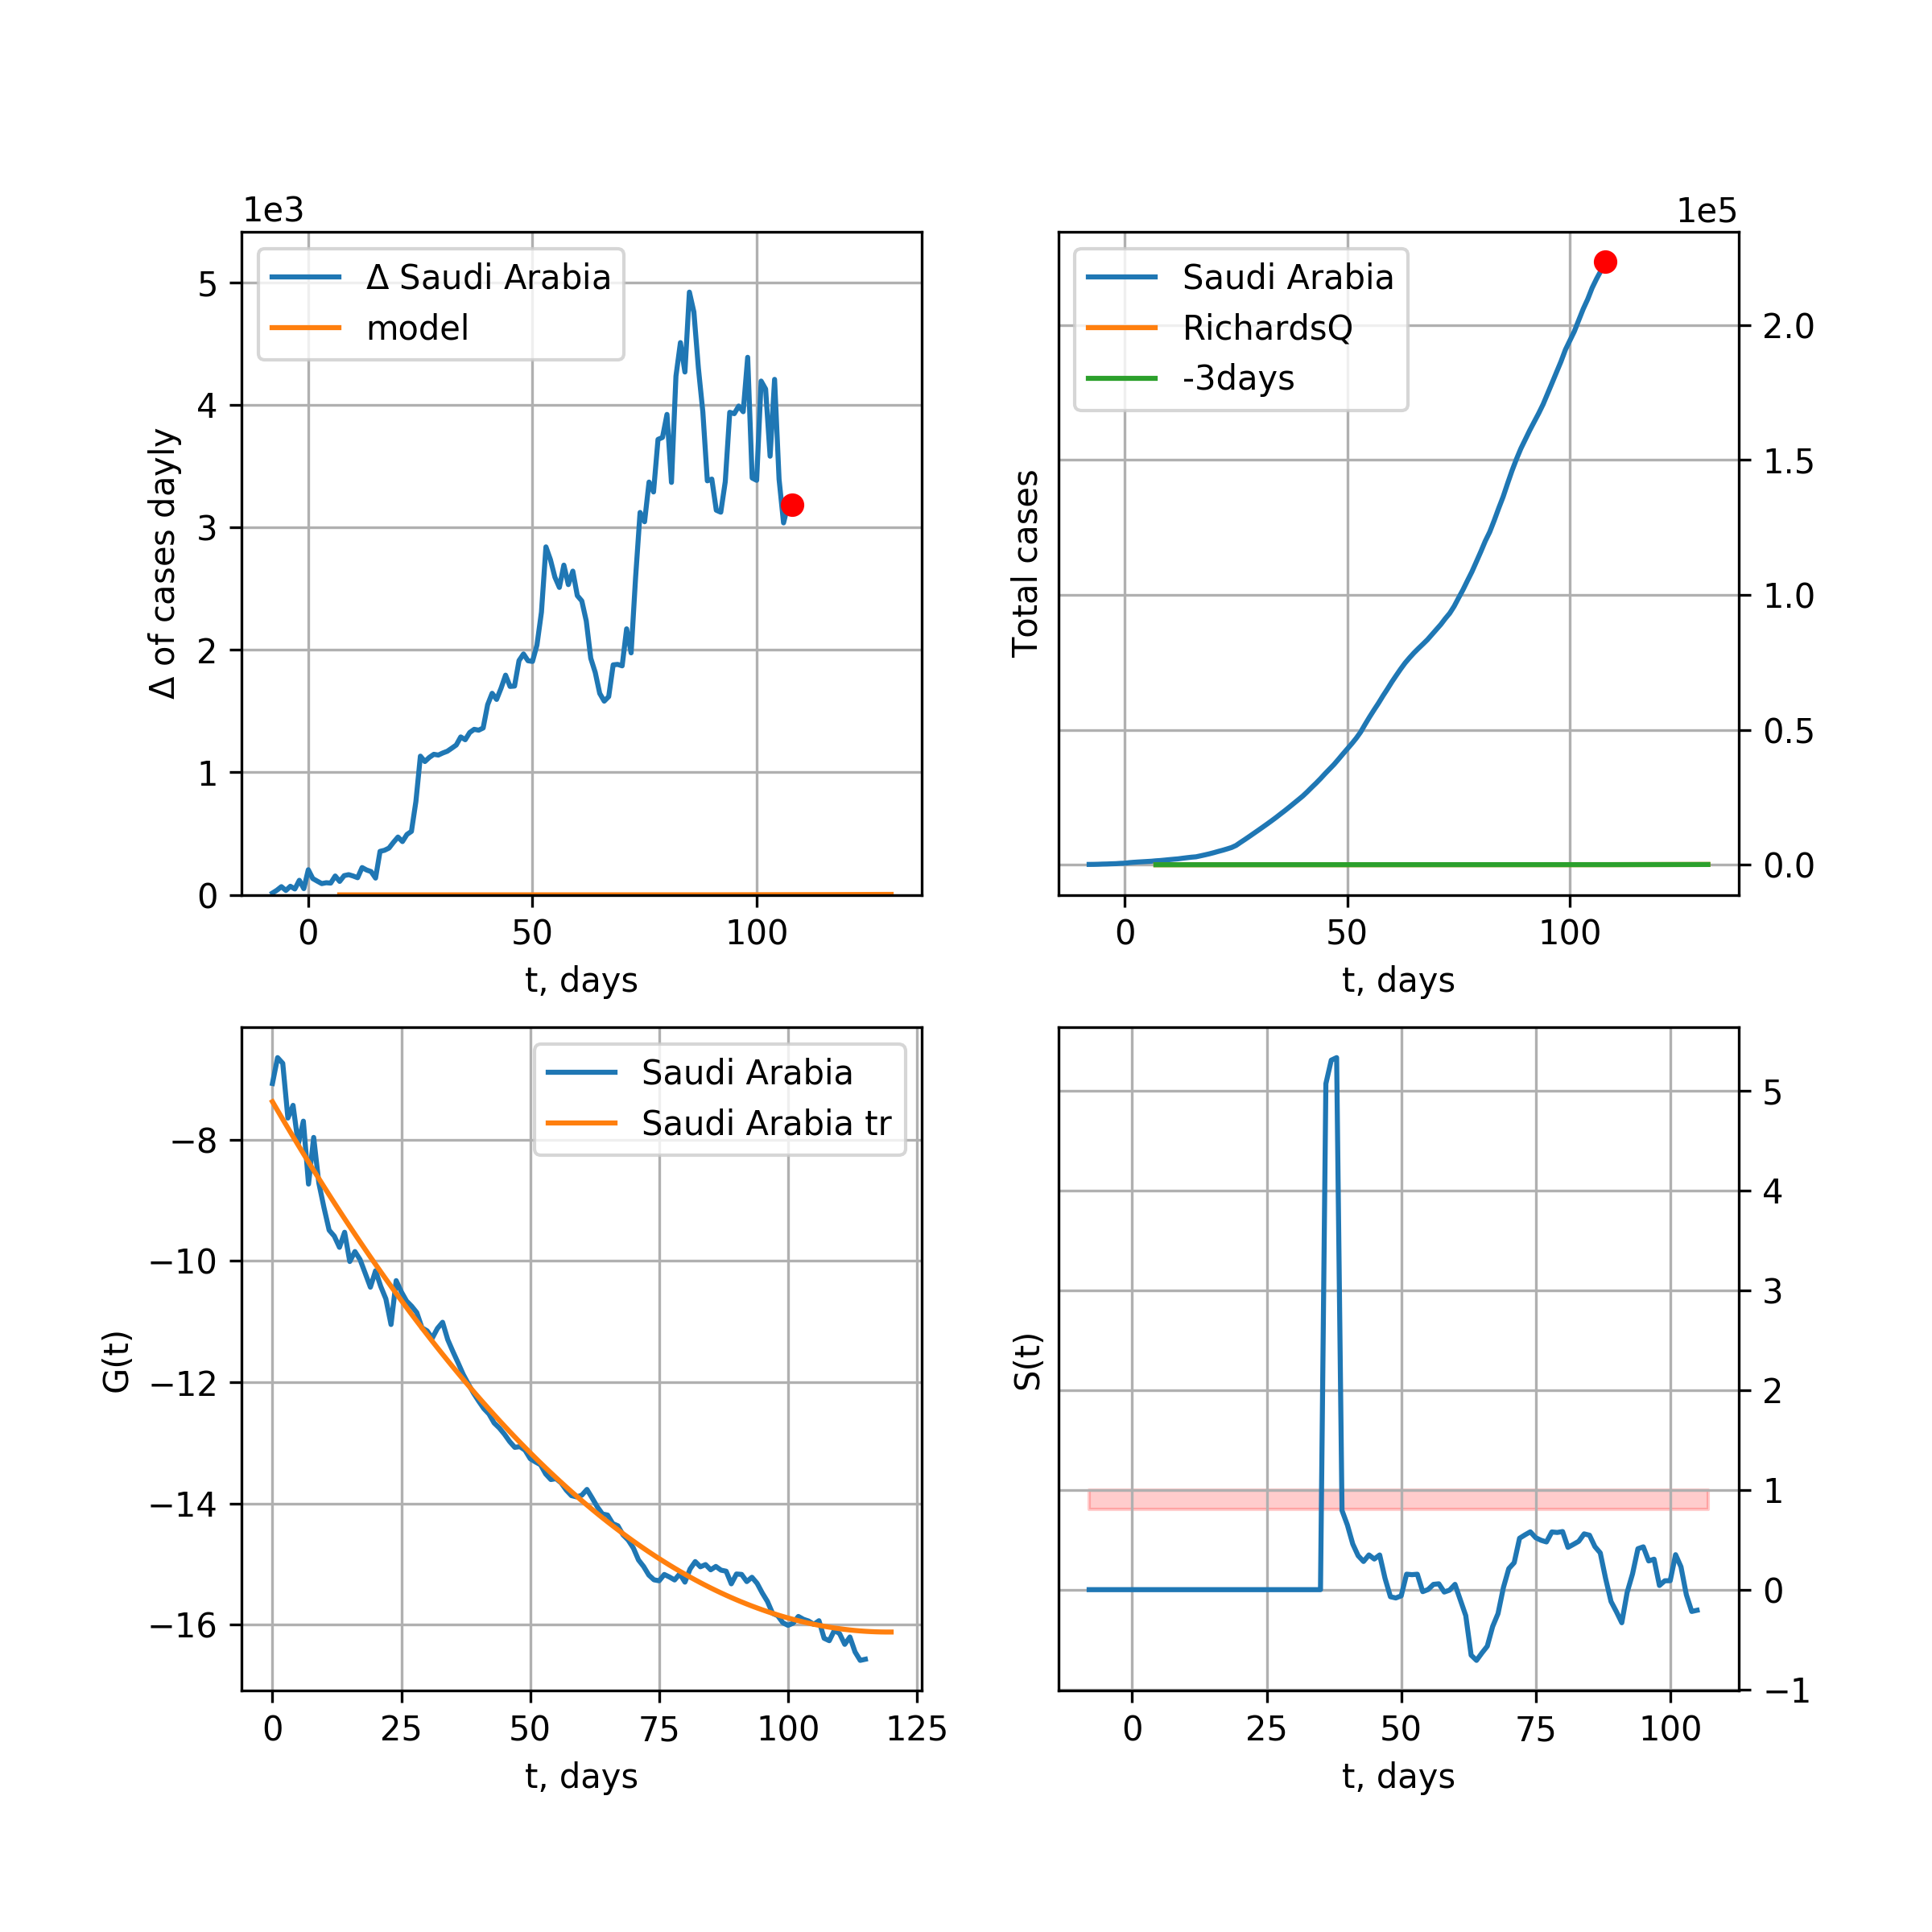 1e3
Δ Saudi Arabia
model
5
4
3
2
1
0
Δ of cases dayly
0 50 100
t, days
1e5
Saudi Arabia
RichardsQ
-3days
2.0
1.5
1.0
0.5
0.0
Total cases
0 50 100
t, days
Saudi Arabia
Saudi Arabia tr
−8
−10
−12
−14
−16
G(t)
0 25 50 75 100 125
t, days
5
4
3
2
1
0
−1
S(t)
0 25 50 75 100
t, days